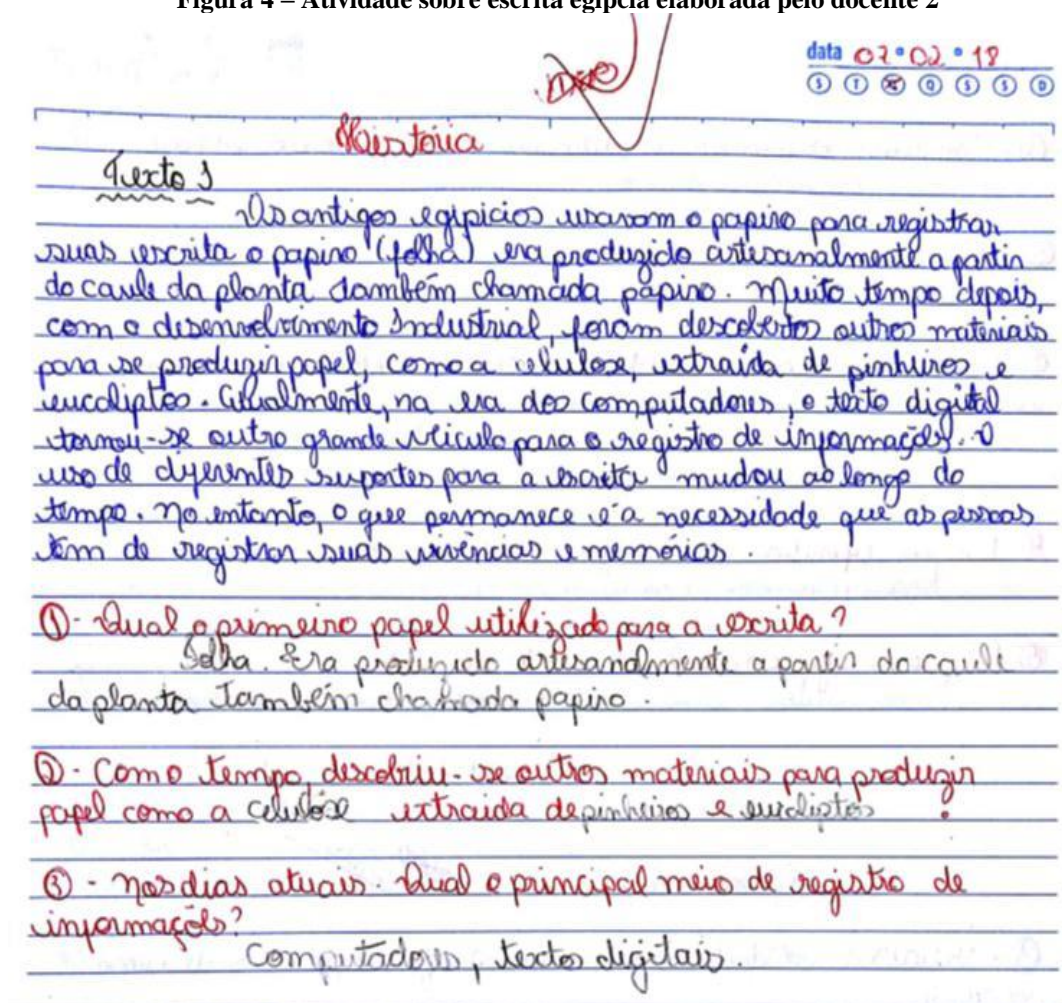 Figura 4 – Atividade sobre escrita egípcia elaborada pelo docente 2
data 07 • 02 • 18
S T Q S S D
História
Texto 1
Os antigos egipicios usavam o papiro para registrar
suas escrita o papiro (folha) era produzido artesanalmente a partir
do caule da planta também chamada papiro. Muito tempo depois,
com o desenvolvimento Industrial, foram descobertos outros materiais
para se produzir papel, como a celulose, extraída de pinheiros e
eucaliptos. Atualmente, na era dos computadores, o texto digital
tornou-se outro grande veículo para o registro de informações. O
uso de diferentes suportes para a escrita mudou ao longo do
tempo. No entanto, o que permanece é a necessidade que as pessoas
têm de registrar suas vivências e memórias.
①- Qual o primeiro papel utilizado para a escrita?
Folha. Era produzido artesanalmente a partir do caule
da planta também chamada papiro.
②- Com o tempo, descobriu-se outros materiais para produzir
papel como a celulose extraida de pinheiros e eucaliptos ?
③- Nos dias atuais. Qual o principal meio de registro de
informações?
Computadores, textos digitais.